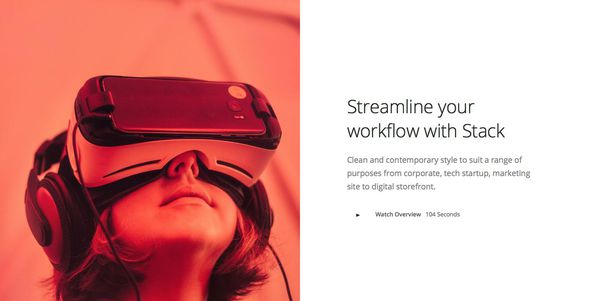 Streamline your
workflow with Stack
Clean and contemporary style to suit a range of
purposes from corporate, tech startup, marketing
site to digital storefront.
Watch Overview 104 Seconds